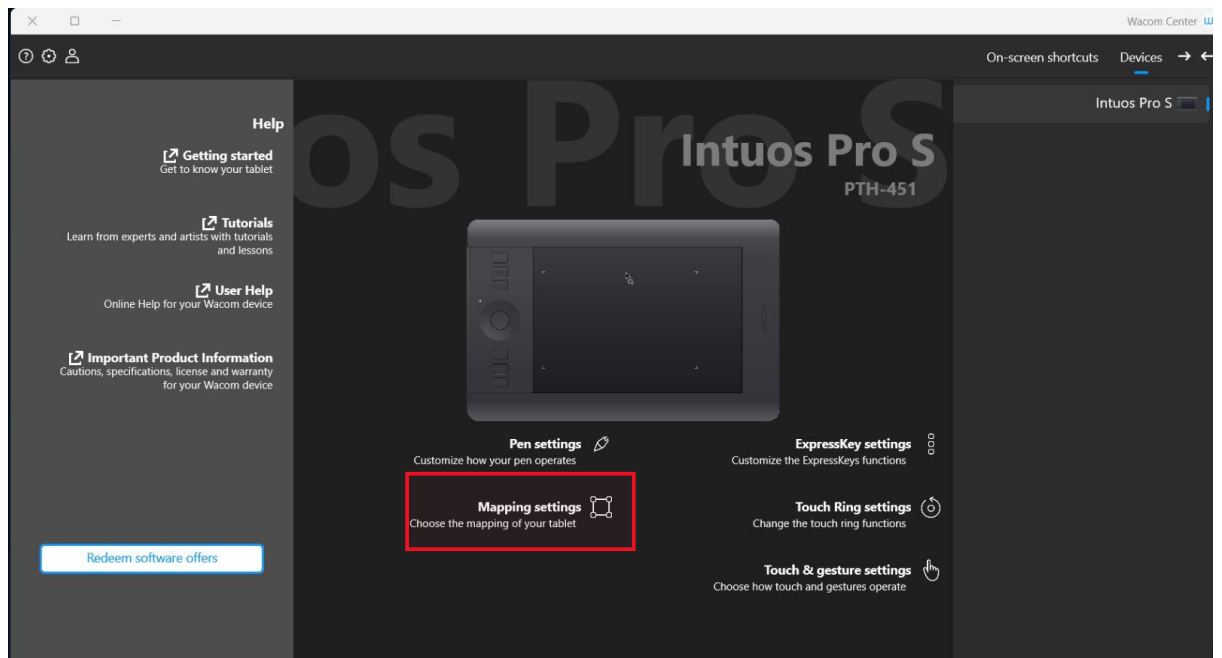 Wacom Center
On-screen shortcuts
Devices
Intuos Pro S
Help
Getting started
Get to know your tablet
Tutorials
Learn from experts and artists with tutorials
and lessons
User Help
Online Help for your Wacom device
Important Product Information
Cautions, specifications, license and warranty
for your Wacom device
Redeem software offers
os Pro S
Intuos Pro S
PTH-451
Pen settings
Customize how your pen operates
Mapping settings
Choose the mapping of your tablet
ExpressKey settings
Customize the ExpressKeys functions
Touch Ring settings
Change the touch ring functions
Touch & gesture settings
Choose how touch and gestures operate